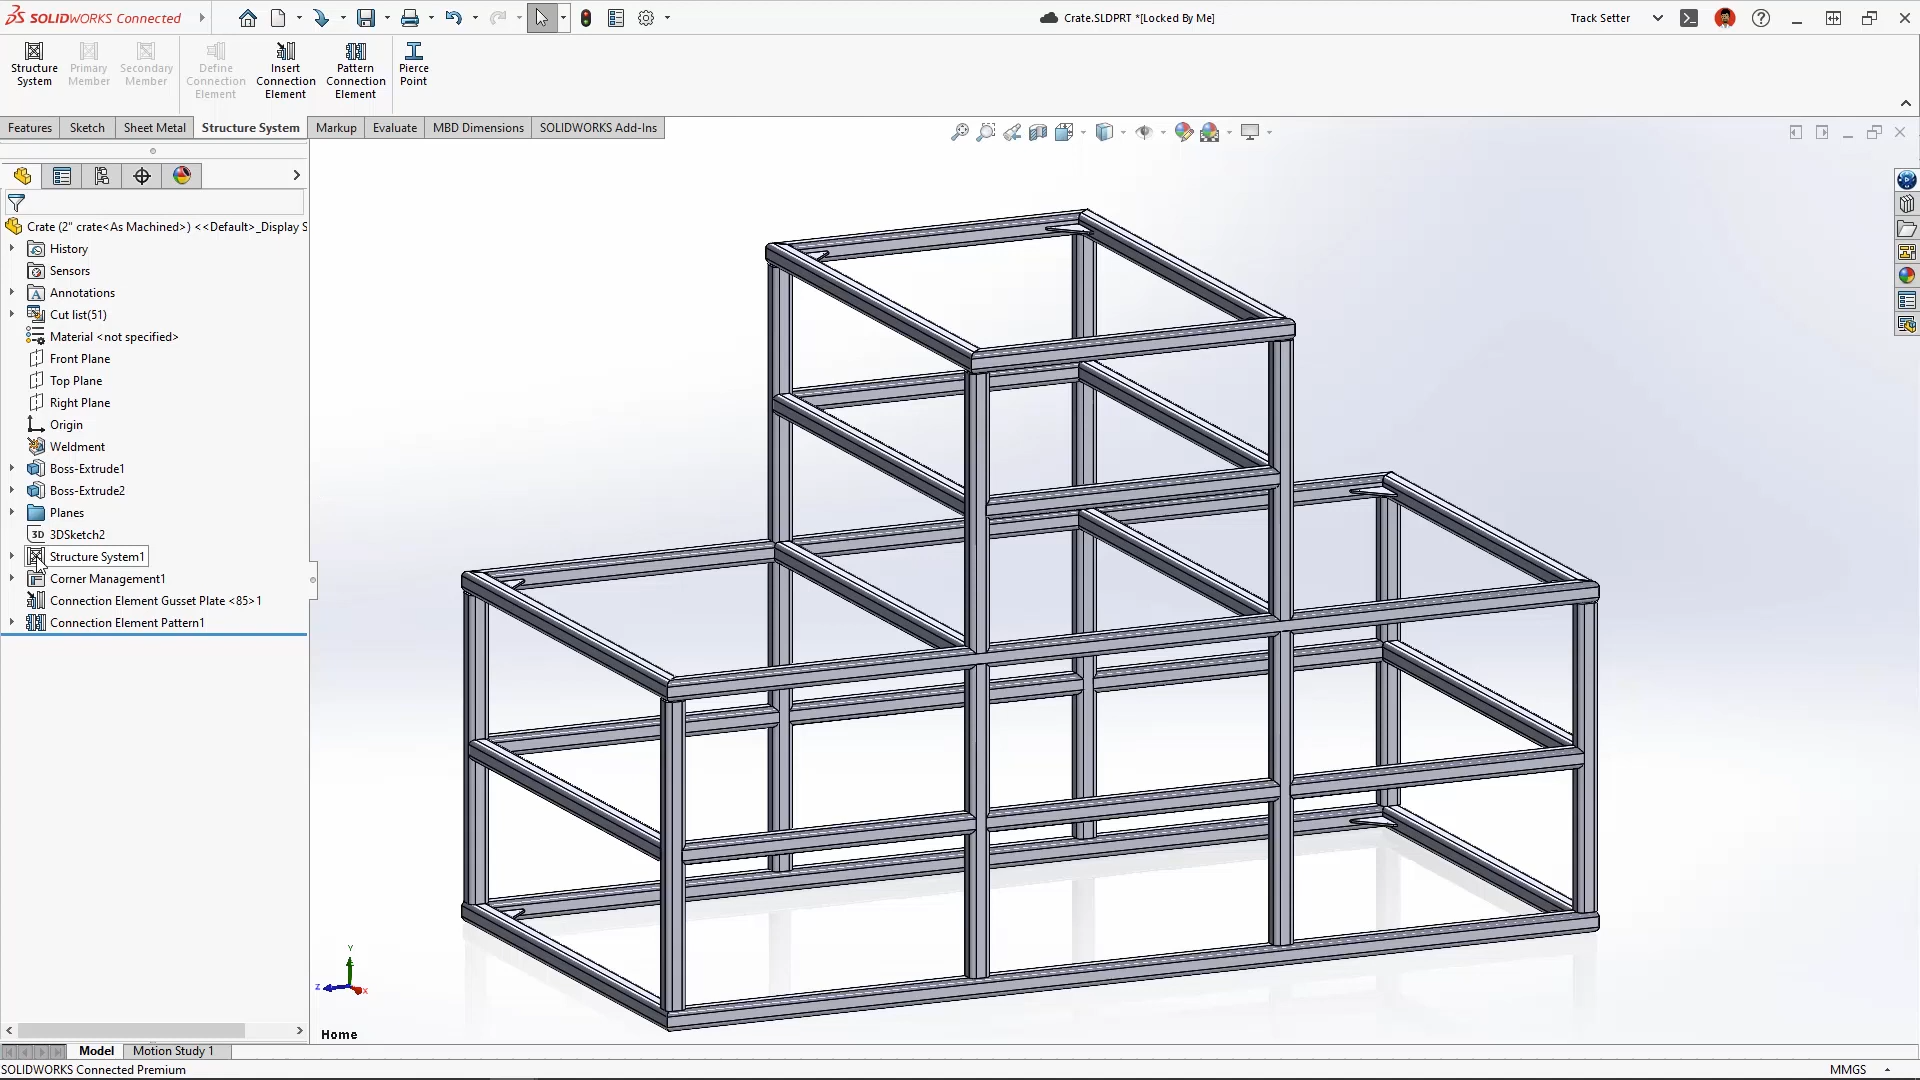 SOLIDWORKS Connected
Crate.SLDPRT *[Locked By Me]
Track Setter
Structure System
Primary Member
Secondary Member
Define Connection Element
Insert Connection Element
Pattern Connection Element
Pierce Point
Features
Sketch
Sheet Metal
Structure System
Markup
Evaluate
MBD Dimensions
SOLIDWORKS Add-Ins
Crate (2" crate<As Machined>) <<Default>_Display S
History
Sensors
Annotations
Cut list(51)
Material <not specified>
Front Plane
Top Plane
Right Plane
Origin
Weldment
Boss-Extrude1
Boss-Extrude2
Planes
3D 3DSketch2
Structure System1
Corner Management1
Connection Element Gusset Plate <85>1
Connection Element Pattern1
Y
Z
X
Home
Model
Motion Study 1
SOLIDWORKS Connected Premium
MMGS